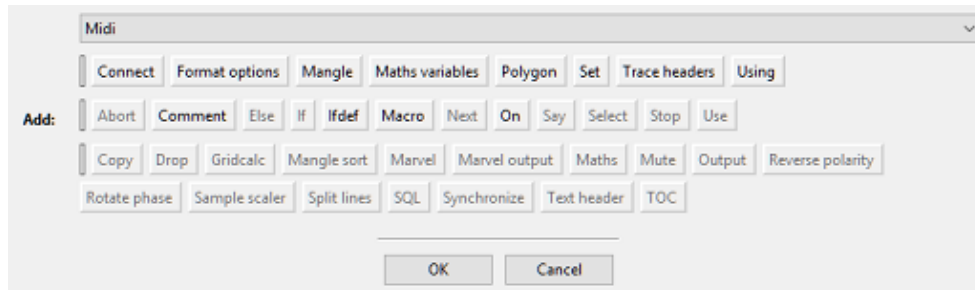 Midi
Connect Format options Mangle Maths variables Polygon Set Trace headers Using
Add: Abort Comment Else If Ifdef Macro Next On Say Select Stop Use
Copy Drop Gridcalc Mangle sort Marvel Marvel output Maths Mute Output Reverse polarity
Rotate phase Sample scaler Split lines SQL Synchronize Text header TOC
OK Cancel